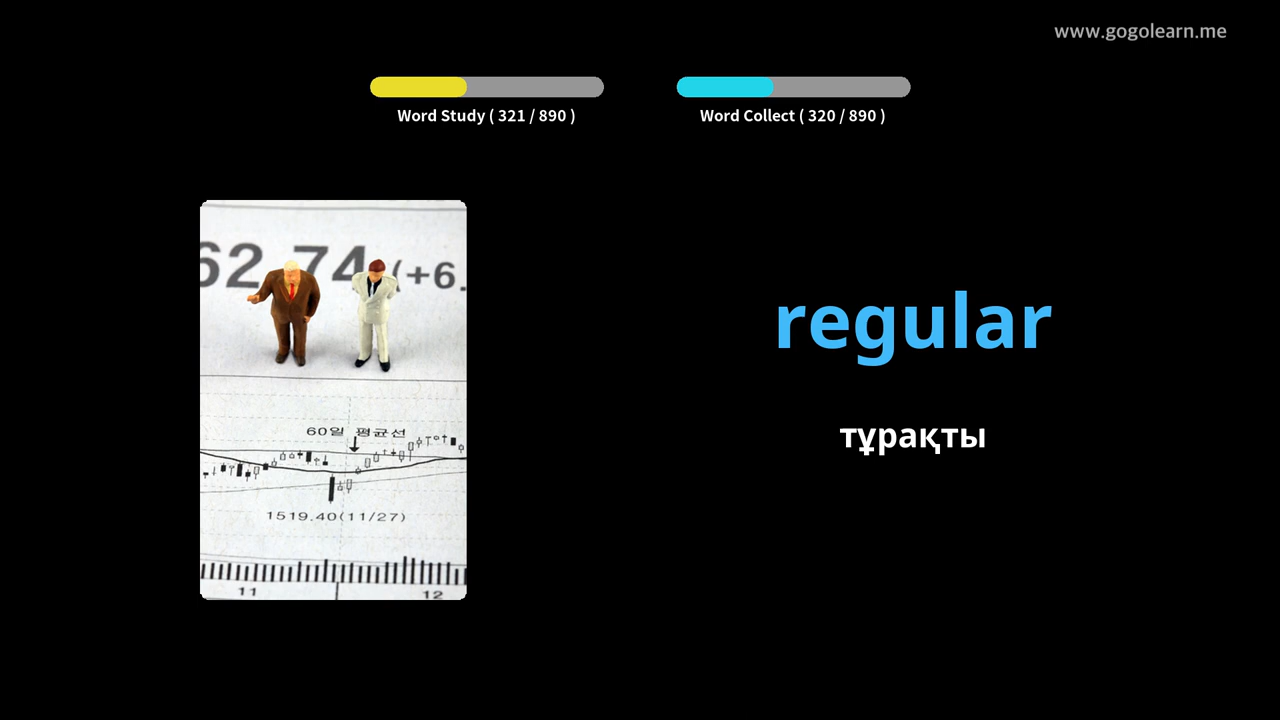 www.gogolearn.me
Word Study ( 321 / 890 )
Word Collect ( 320 / 890 )
62.74 (+6.
regular
тұрақты
60일 평균선
1519.40(11/27)
11
12